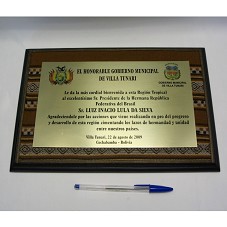 EL HONORABLE GOBIERNO MUNICIPAL
DE VILLA TUNARI
Le da la más cordial bienvenida a esta Región Tropical
al excelentísimo Sr. Presidente de la Hermana República
Federativa del Brasil
Sr. LUIZ INACIO LULA DA SILVA
Agradeciéndole por las acciones que viene realizando en pro del progreso
y desarrollo de esta región cimentando los lazos de hermandad y unidad
entre nuestros países.
Villa Tunari, 22 de agosto de 2009
Cochabamba - Bolivia